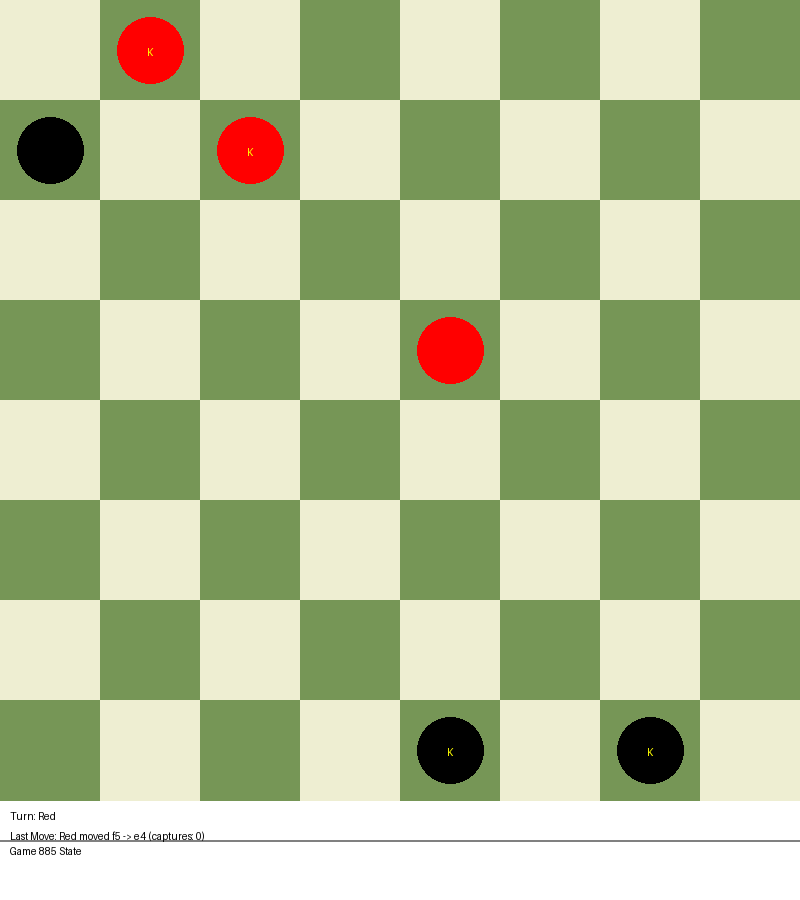 K
K
K K
Turn: Red
Last Move: Red moved f5 -> e4 (captures: 0)
Game 885 State